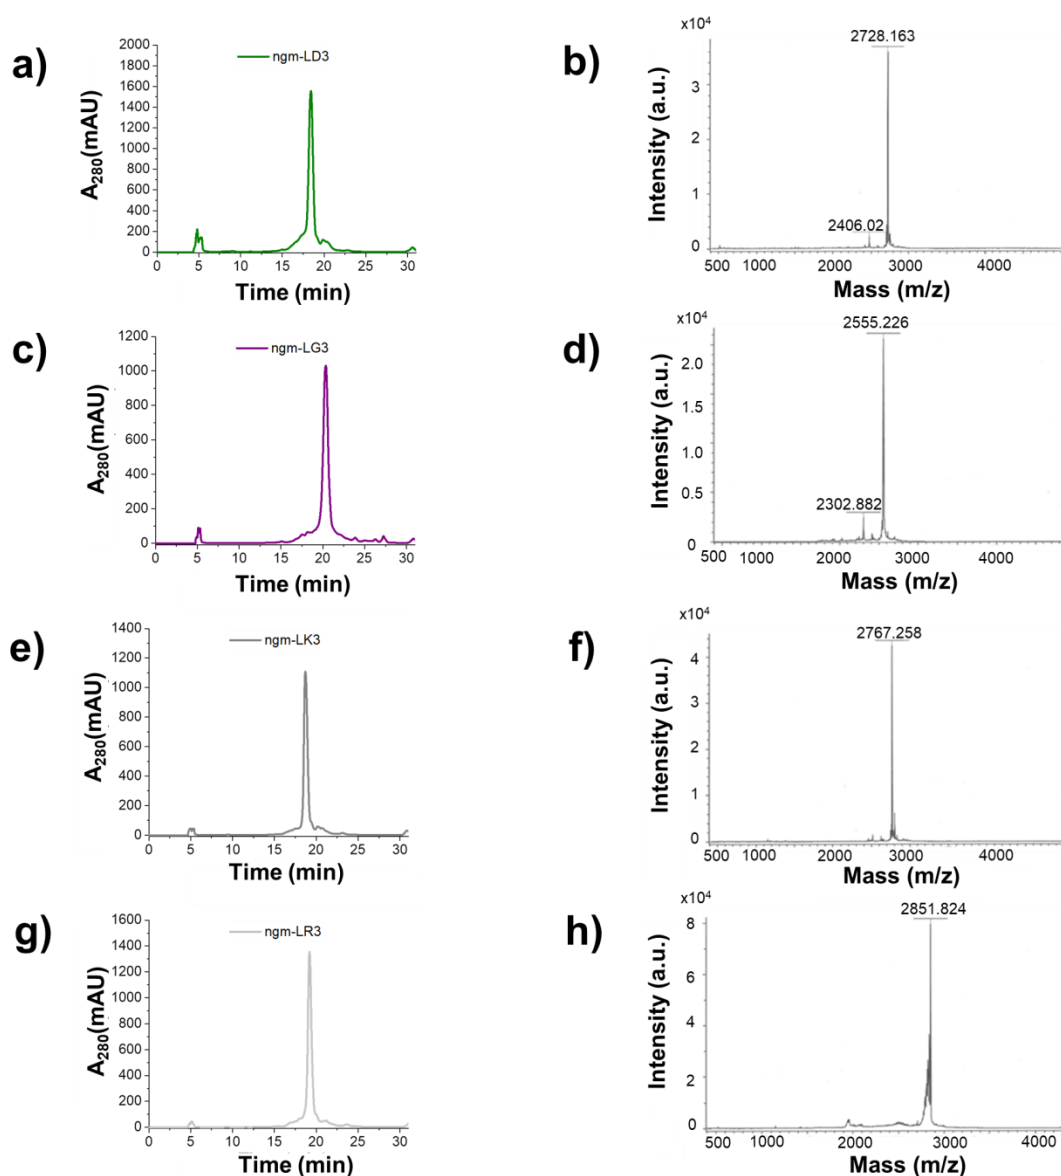 a)
ngm-LD3
A280(mAU)
2000
1800
1600
1400
1200
1000
800
600
400
200
0
0 5 10 15 20 25 30
Time (min)
b)
x10⁴
2728.163
2406.02
Intensity (a.u.)
3
2
1
0
500 1000 2000 3000 4000
Mass (m/z)
c)
ngm-LG3
A280(mAU)
1200
1000
800
600
400
200
0
0 5 10 15 20 25 30
Time (min)
d)
x10⁴
2555.226
2302.882
Intensity (a.u.)
2.0
1.5
1.0
0.5
0
500 1000 2000 3000 4000
Mass (m/z)
e)
ngm-LK3
A280(mAU)
1400
1200
1000
800
600
400
200
0
0 5 10 15 20 25 30
Time (min)
f)
x10⁴
2767.258
Intensity (a.u.)
4
3
2
1
0
500 1000 2000 3000 4000
Mass (m/z)
g)
ngm-LR3
A280(mAU)
1600
1400
1200
1000
800
600
400
200
0
0 5 10 15 20 25 30
Time (min)
h)
x10⁴
2851.824
Intensity (a.u.)
8
6
4
2
0
500 1000 2000 3000 4000
Mass (m/z)